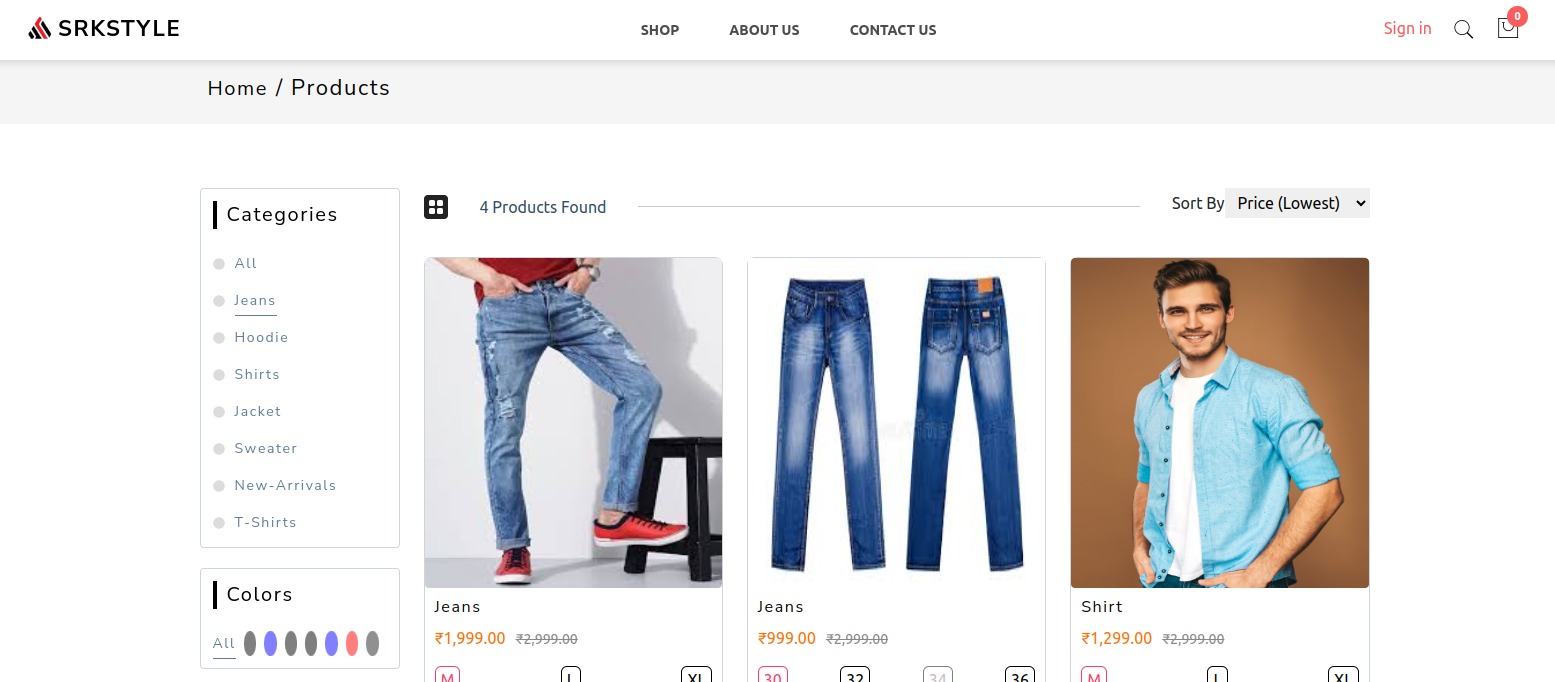 SRKSTYLE
SHOP ABOUT US CONTACT US
Sign in
0
Home / Products
Categories
All
Jeans
Hoodie
Shirts
Jacket
Sweater
New-Arrivals
T-Shirts
Colors
All
4 Products Found
Sort By Price (Lowest)
Jeans
₹1,999.00 ₹2,999.00
M L XL
Jeans
₹999.00 ₹2,999.00
30 32 34 36
Shirt
₹1,299.00 ₹2,999.00
M L XL